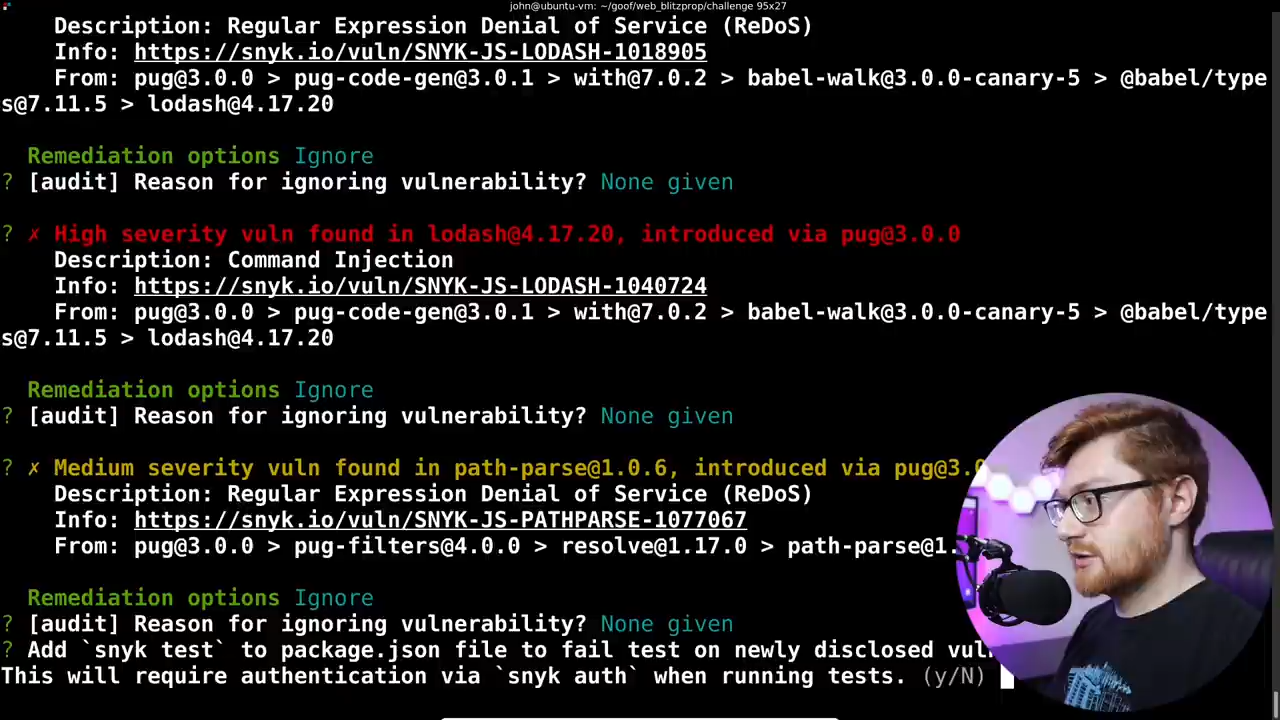 john@ubuntu-vm: ~/goof/web_blitzprop/challenge 95x27
Description: Regular Expression Denial of Service (ReDoS)
Info: https://snyk.io/vuln/SNYK-JS-LODASH-1018905
From: pug@3.0.0 > pug-code-gen@3.0.1 > with@7.0.2 > babel-walk@3.0.0-canary-5 > @babel/type
s@7.11.5 > lodash@4.17.20
Remediation options Ignore
? [audit] Reason for ignoring vulnerability? None given
? ✗ High severity vuln found in lodash@4.17.20, introduced via pug@3.0.0
Description: Command Injection
Info: https://snyk.io/vuln/SNYK-JS-LODASH-1040724
From: pug@3.0.0 > pug-code-gen@3.0.1 > with@7.0.2 > babel-walk@3.0.0-canary-5 > @babel/type
s@7.11.5 > lodash@4.17.20
Remediation options Ignore
? [audit] Reason for ignoring vulnerability? None given
? ✗ Medium severity vuln found in path-parse@1.0.6, introduced via pug@3.0
Description: Regular Expression Denial of Service (ReDoS)
Info: https://snyk.io/vuln/SNYK-JS-PATHPARSE-1077067
From: pug@3.0.0 > pug-filters@4.0.0 > resolve@1.17.0 > path-parse@1.
Remediation options Ignore
? [audit] Reason for ignoring vulnerability? None given
? Add `snyk test` to package.json file to fail test on newly disclosed vul
This will require authentication via `snyk auth` when running tests. (y/N)